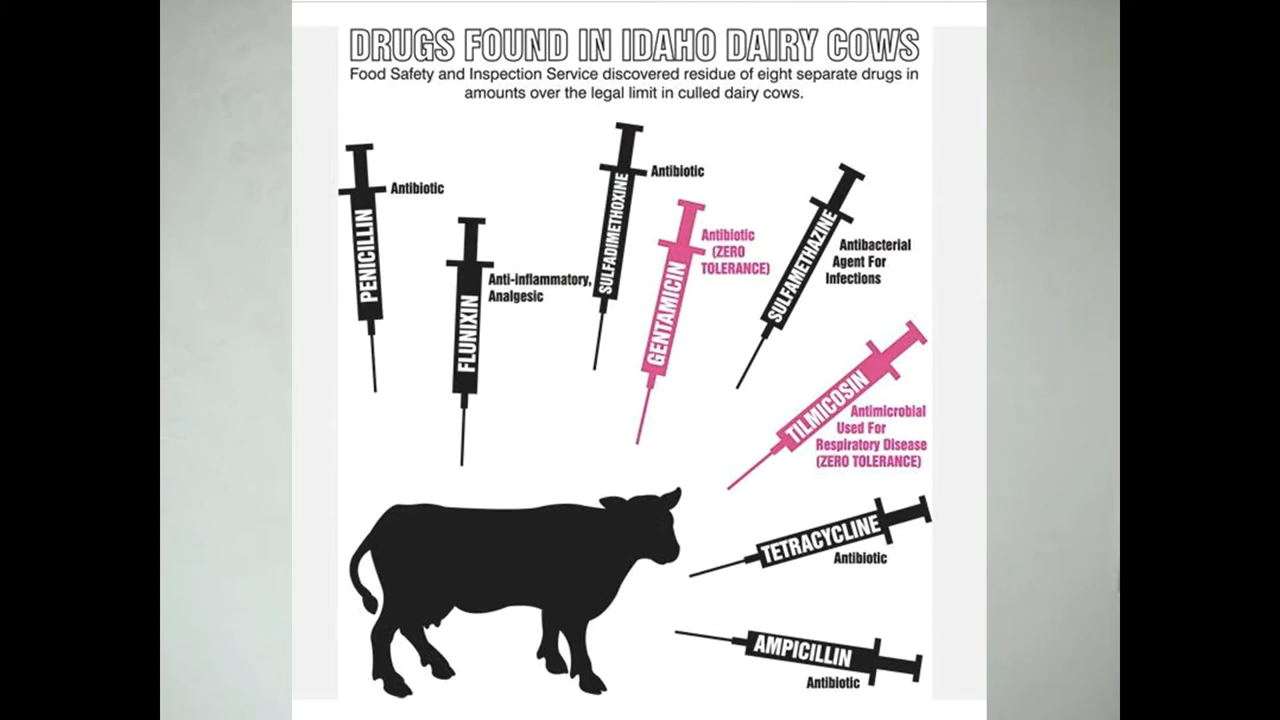 DRUGS FOUND IN IDAHO DAIRY COWS
Food Safety and Inspection Service discovered residue of eight separate drugs in
amounts over the legal limit in culled dairy cows.
PENICILLIN
Antibiotic
FLUNIXIN
Anti-inflammatory,
Analgesic
SULFADIMETHOXINE
Antibiotic
GENTAMICIN
Antibiotic
(ZERO
TOLERANCE)
SULFAMETHAZINE
Antibacterial
Agent For
Infections
TILMICOSIN
Antimicrobial
Used For
Respiratory Disease
(ZERO TOLERANCE)
TETRACYCLINE
Antibiotic
AMPICILLIN
Antibiotic